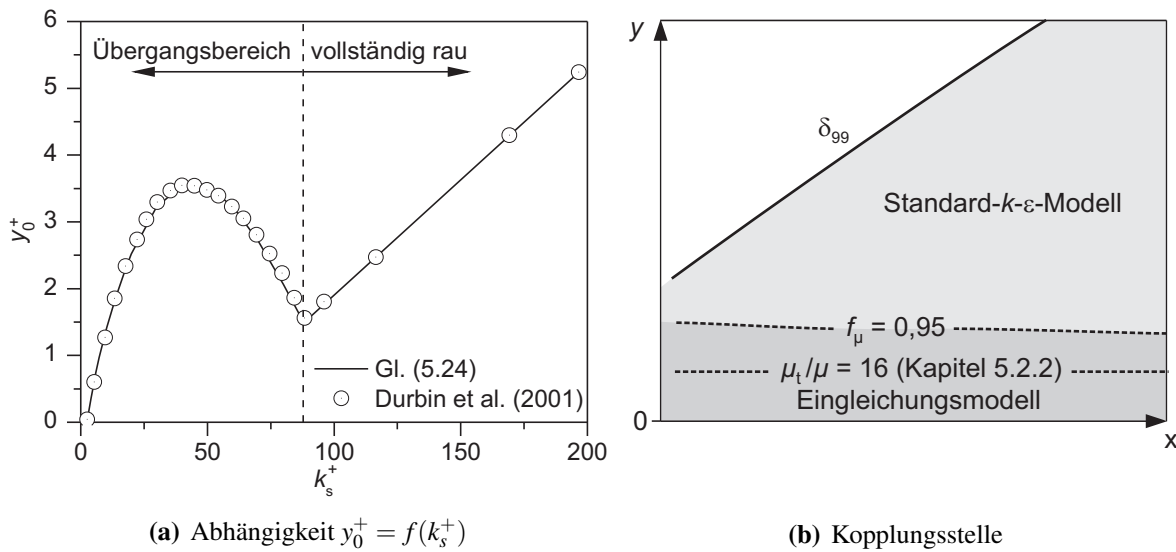 6
5
4
3
2
1
0
y₀⁺
Übergangsbereich
vollständig rau
Gl. (5.24)
Durbin et al. (2001)
0
50
100
150
200
kₛ⁺
(a) Abhängigkeit y₀⁺ = f(kₛ⁺)
y
δ₉₉
Standard-k-ε-Modell
f_μ = 0,95
μₜ/μ = 16 (Kapitel 5.2.2)
Eingleichungsmodell
0
x
(b) Kopplungsstelle